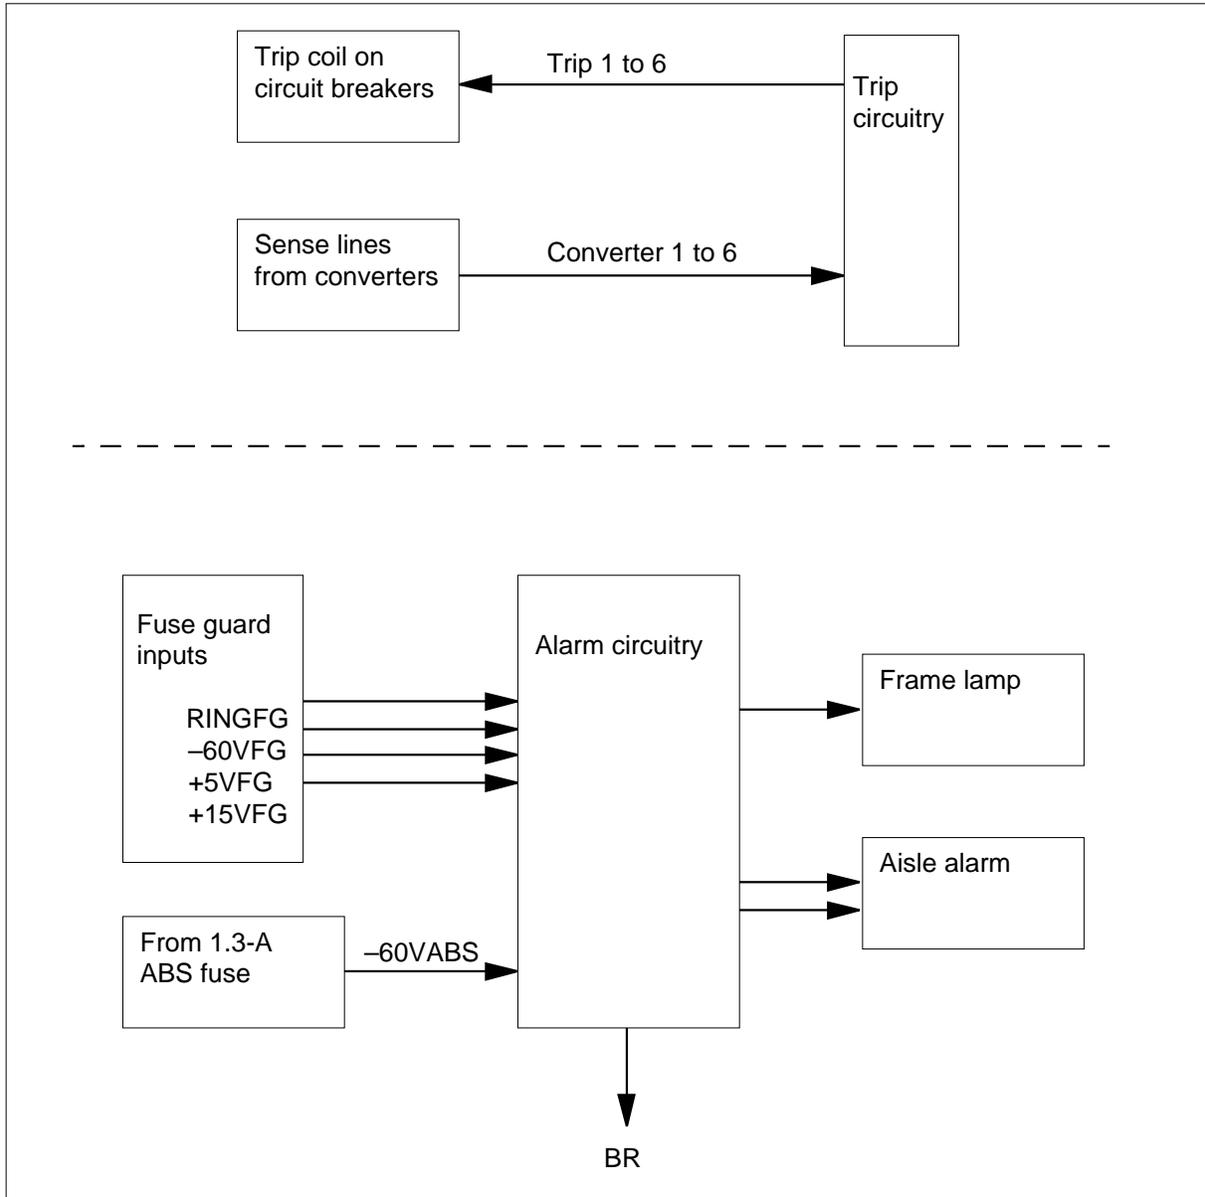 Trip coil on
circuit breakers
Trip 1 to 6
Trip
circuitry
Sense lines
from converters
Converter 1 to 6
Fuse guard
inputs
RINGFG
–60VFG
+5VFG
+15VFG
Alarm circuitry
Frame lamp
Aisle alarm
From 1.3-A
ABS fuse
–60VABS
BR